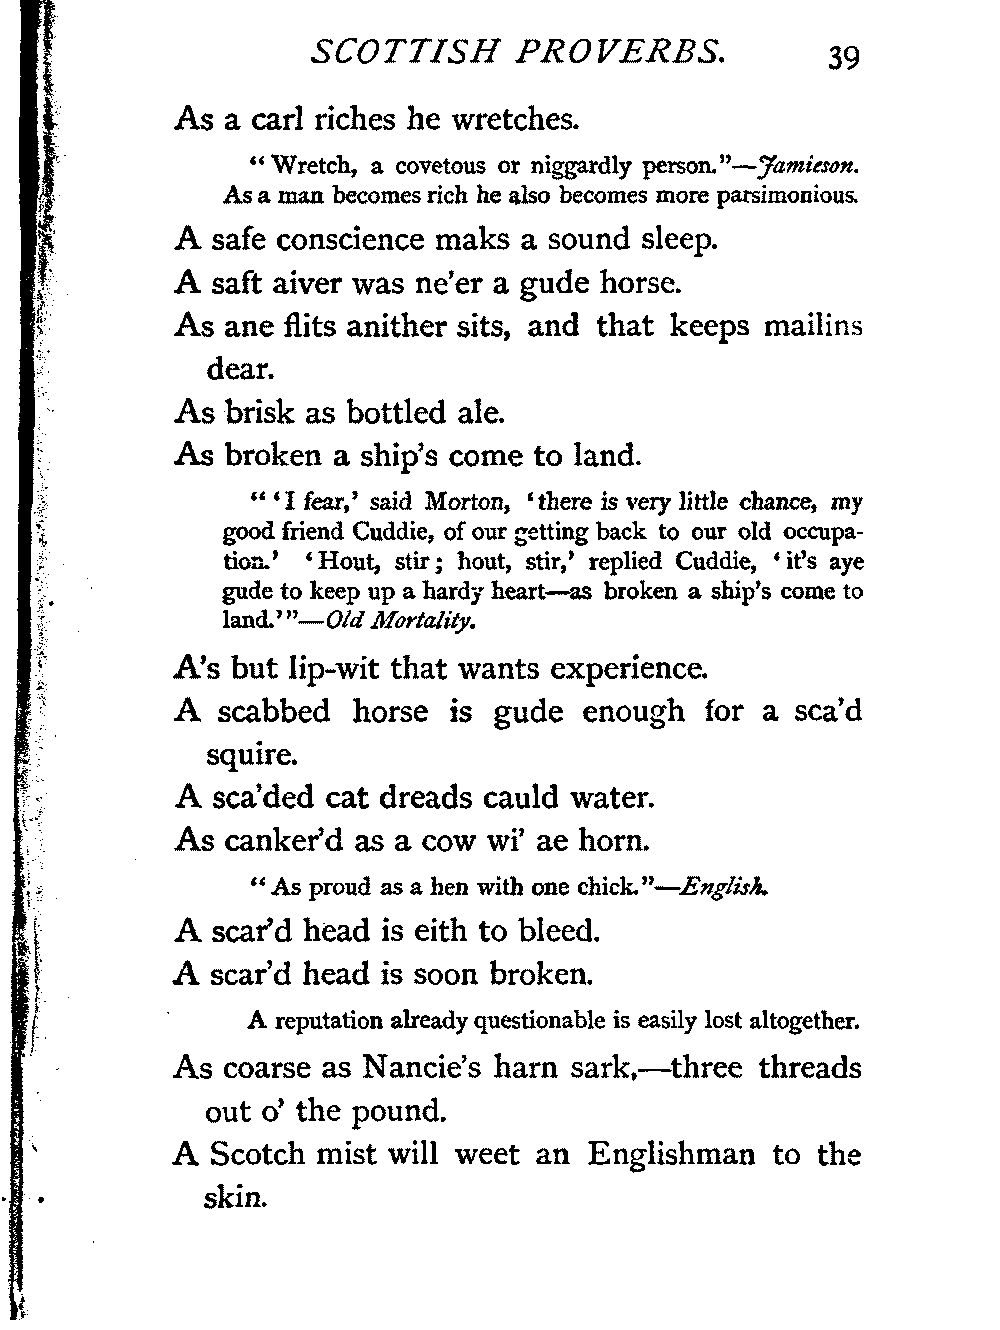 SCOTTISH PROVERBS. 39
As a carl riches he wretches.
“Wretch, a covetous or niggardly person.”—Jamieson.
As a man becomes rich he also becomes more parsimonious.
A safe conscience maks a sound sleep.
A saft aiver was ne’er a gude horse.
As ane flits anither sits, and that keeps mailins
dear.
As brisk as bottled ale.
As broken a ship’s come to land.
“‘I fear,’ said Morton, ‘there is very little chance, my
good friend Cuddie, of our getting back to our old occupa-
tion.’ ‘Hout, stir; hout, stir,’ replied Cuddie, ‘it’s aye
gude to keep up a hardy heart—as broken a ship’s come to
land.’”—Old Mortality.
A’s but lip-wit that wants experience.
A scabbed horse is gude enough for a sca’d
squire.
A sca’ded cat dreads cauld water.
As canker’d as a cow wi’ ae horn.
“As proud as a hen with one chick.”—English.
A scar’d head is eith to bleed.
A scar’d head is soon broken.
A reputation already questionable is easily lost altogether.
As coarse as Nancie’s harn sark,—three threads
out o’ the pound.
A Scotch mist will weet an Englishman to the
skin.